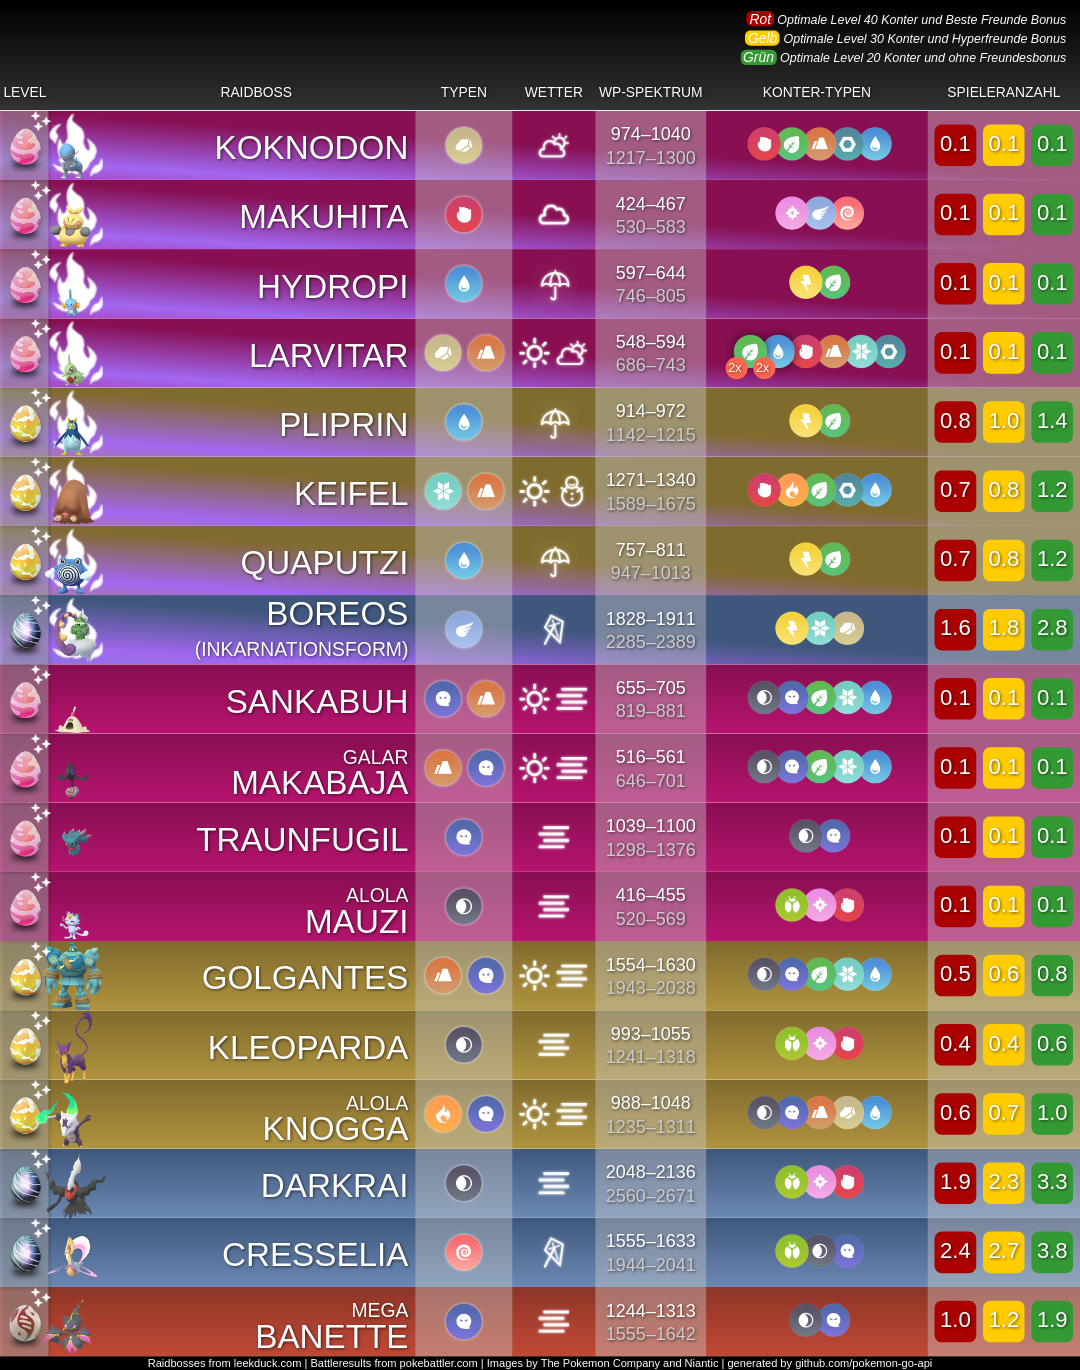 Rot Optimale Level 40 Konter und Beste Freunde Bonus
Gelb Optimale Level 30 Konter und Hyperfreunde Bonus
Grün Optimale Level 20 Konter und ohne Freundesbonus
LEVEL RAIDBOSS TYPEN WETTER WP-SPEKTRUM KONTER-TYPEN SPIELERANZAHL
KOKNODON 974–1040 0.1 0.1 0.1
1217–1300
MAKUHITA 424–467 0.1 0.1 0.1
530–583
HYDROPI 597–644 0.1 0.1 0.1
746–805
LARVITAR 548–594 0.1 0.1 0.1
686–743 2x 2x
PLIPRIN 914–972 0.8 1.0 1.4
1142–1215
KEIFEL 1271–1340 0.7 0.8 1.2
1589–1675
QUAPUTZI 757–811 0.7 0.8 1.2
947–1013
BOREOS 1828–1911 1.6 1.8 2.8
(INKARNATIONSFORM) 2285–2389
SANKABUH 655–705 0.1 0.1 0.1
819–881
GALAR 516–561 0.1 0.1 0.1
MAKABAJA 646–701
TRAUNFUGIL 1039–1100 0.1 0.1 0.1
1298–1376
ALOLA 416–455 0.1 0.1 0.1
MAUZI 520–569
GOLGANTES 1554–1630 0.5 0.6 0.8
1943–2038
KLEOPARDA 993–1055 0.4 0.4 0.6
1241–1318
ALOLA 988–1048 0.6 0.7 1.0
KNOGGA 1235–1311
DARKRAI 2048–2136 1.9 2.3 3.3
2560–2671
CRESSELIA 1555–1633 2.4 2.7 3.8
1944–2041
MEGA 1244–1313 1.0 1.2 1.9
BANETTE 1555–1642
Raidbosses from leekduck.com | Battleresults from pokebattler.com | Images by The Pokemon Company and Niantic | generated by github.com/pokemon-go-api